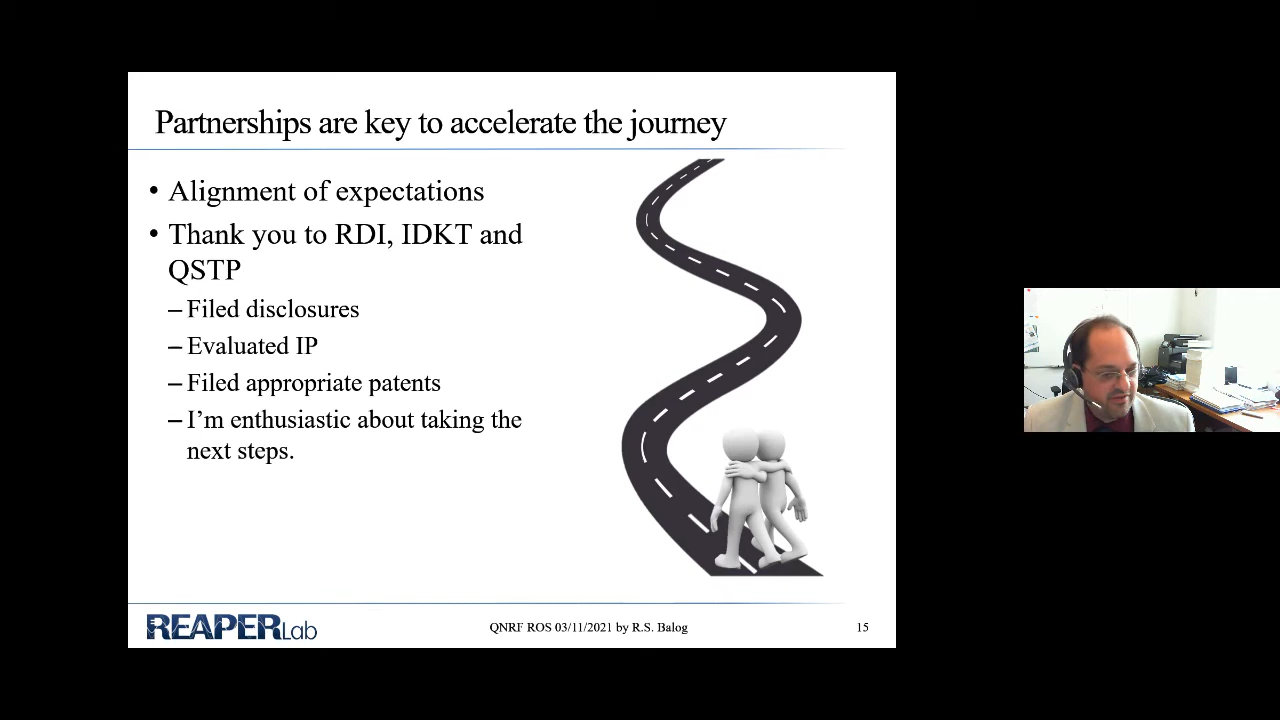 Partnerships are key to accelerate the journey
• Alignment of expectations
• Thank you to RDI, IDKT and
QSTP
– Filed disclosures
– Evaluated IP
– Filed appropriate patents
– I’m enthusiastic about taking the
next steps.
REAPER Lab
QNRF ROS 03/11/2021 by R.S. Balog
15